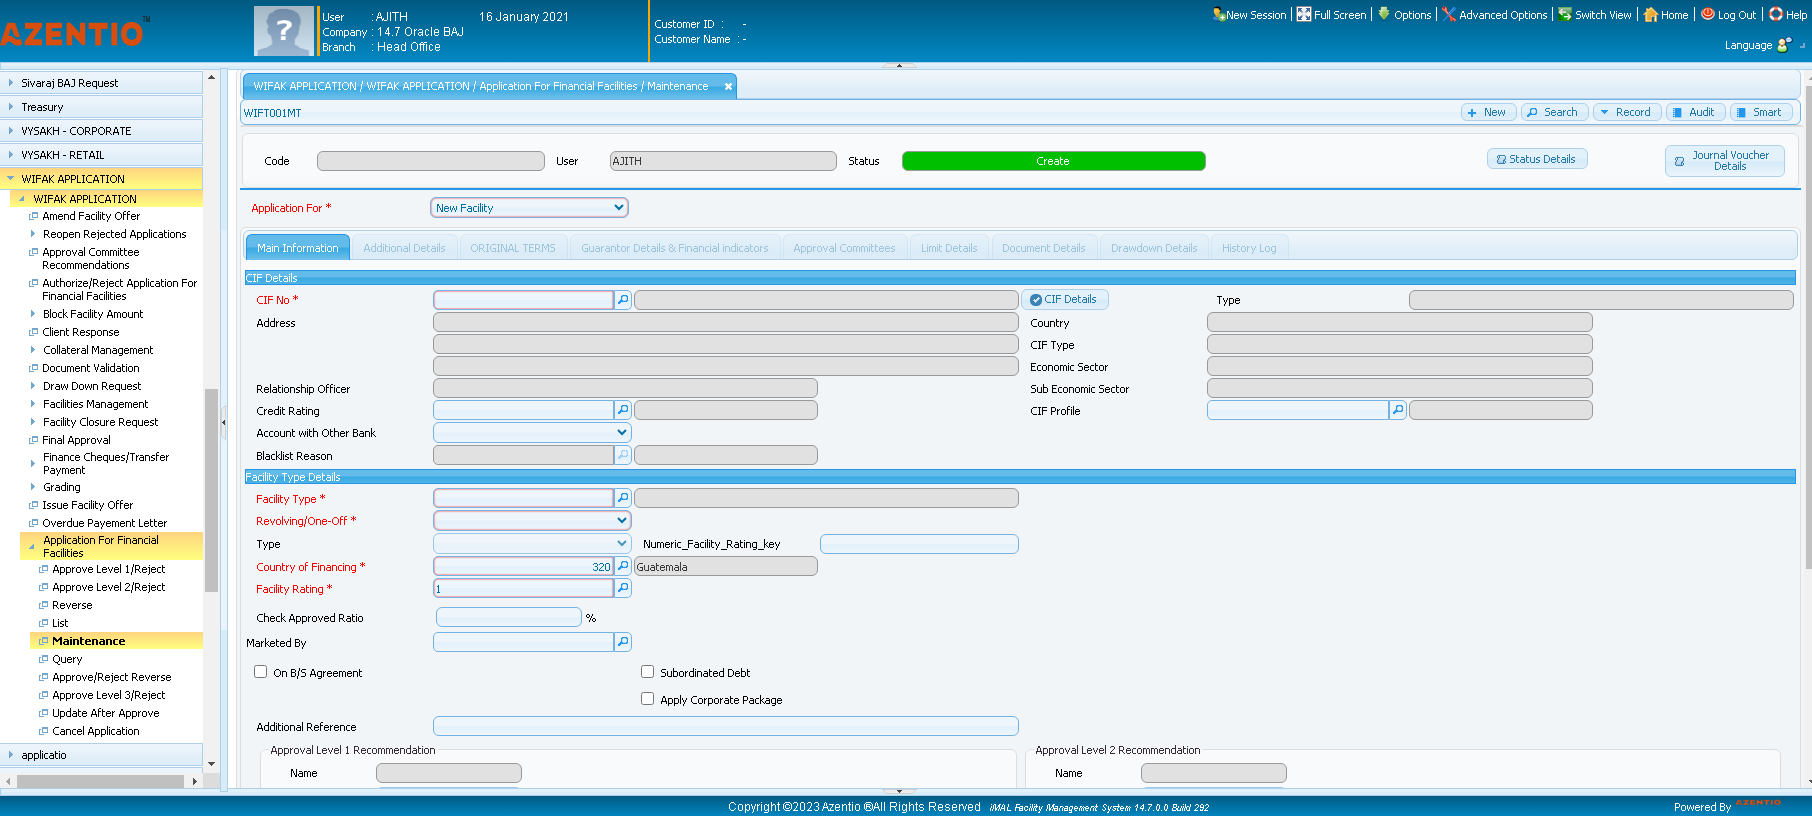 AZENTIO TM
User : AJITH 16 January 2021
Company : 14.7 Oracle BAJ
Branch : Head Office
Customer ID : -
Customer Name : -
New Session Full Screen Options Advanced Options Switch View Home Log Out Help
Language
Sivaraj BAJ Request
Treasury
VYSAKH - CORPORATE
VYSAKH - RETAIL
WIFAK APPLICATION
WIFAK APPLICATION
Amend Facility Offer
Reopen Rejected Applications
Approval Committee
Recommendations
Authorize/Reject Application For
Financial Facilities
Block Facility Amount
Client Response
Collateral Management
Document Validation
Draw Down Request
Facilities Management
Facility Closure Request
Final Approval
Finance Cheques/Transfer
Payment
Grading
Issue Facility Offer
Overdue Payement Letter
Application For Financial
Facilities
Approve Level 1/Reject
Approve Level 2/Reject
Reverse
List
Maintenance
Query
Approve/Reject Reverse
Approve Level 3/Reject
Update After Approve
Cancel Application
applicatio
WIFAK APPLICATION / WIFAK APPLICATION / Application For Financial Facilities / Maintenance
WIFT001MT
New Search Record Audit Smart
Code User AJITH Status Create
Status Details
Journal Voucher
Details
Application For * New Facility
Main Information Additional Details ORIGINAL TERMS Guarantor Details & Financial indicators Approval Committees Limit Details Document Details Drawdown Details History Log
CIF Details
CIF No * CIF Details Type
Address Country
CIF Type
Economic Sector
Relationship Officer Sub Economic Sector
Credit Rating CIF Profile
Account with Other Bank
Blacklist Reason
Facility Type Details
Facility Type *
Revolving/One-Off *
Type Numeric_Facility_Rating_key
Country of Financing * 320 Guatemala
Facility Rating * 1
Check Approved Ratio %
Marketed By
On B/S Agreement Subordinated Debt
Apply Corporate Package
Additional Reference
Approval Level 1 Recommendation Approval Level 2 Recommendation
Name Name
Copyright ©2023 Azentio ®All Rights Reserved iMAL Facility Management System 14.7.0.0 Build 292
Powered By AZENTIO